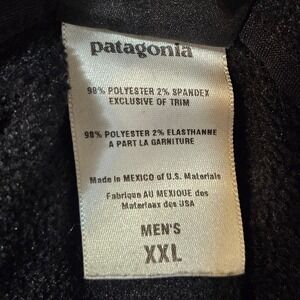 patagonia
98% POLYESTER 2% SPANDEX
EXCLUSIVE OF TRIM
98% POLYESTER 2% ELASTHANNE
A PART LA GARNITURE
Made in MEXICO of U.S. Materials
Fabrique AU MEXIQUE des
Materiaux des USA
MEN'S
XXL